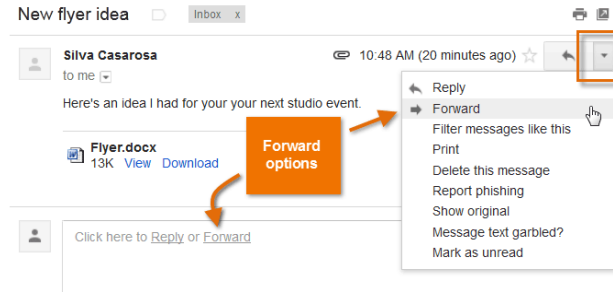 New flyer idea
Inbox x
Silva Casarosa
10:48 AM (20 minutes ago)
to me
Here's an idea I had for your your next studio event.
Flyer.docx
13K View Download
Forward
options
Reply
Forward
Filter messages like this
Print
Delete this message
Report phishing
Show original
Message text garbled?
Mark as unread
Click here to Reply or Forward